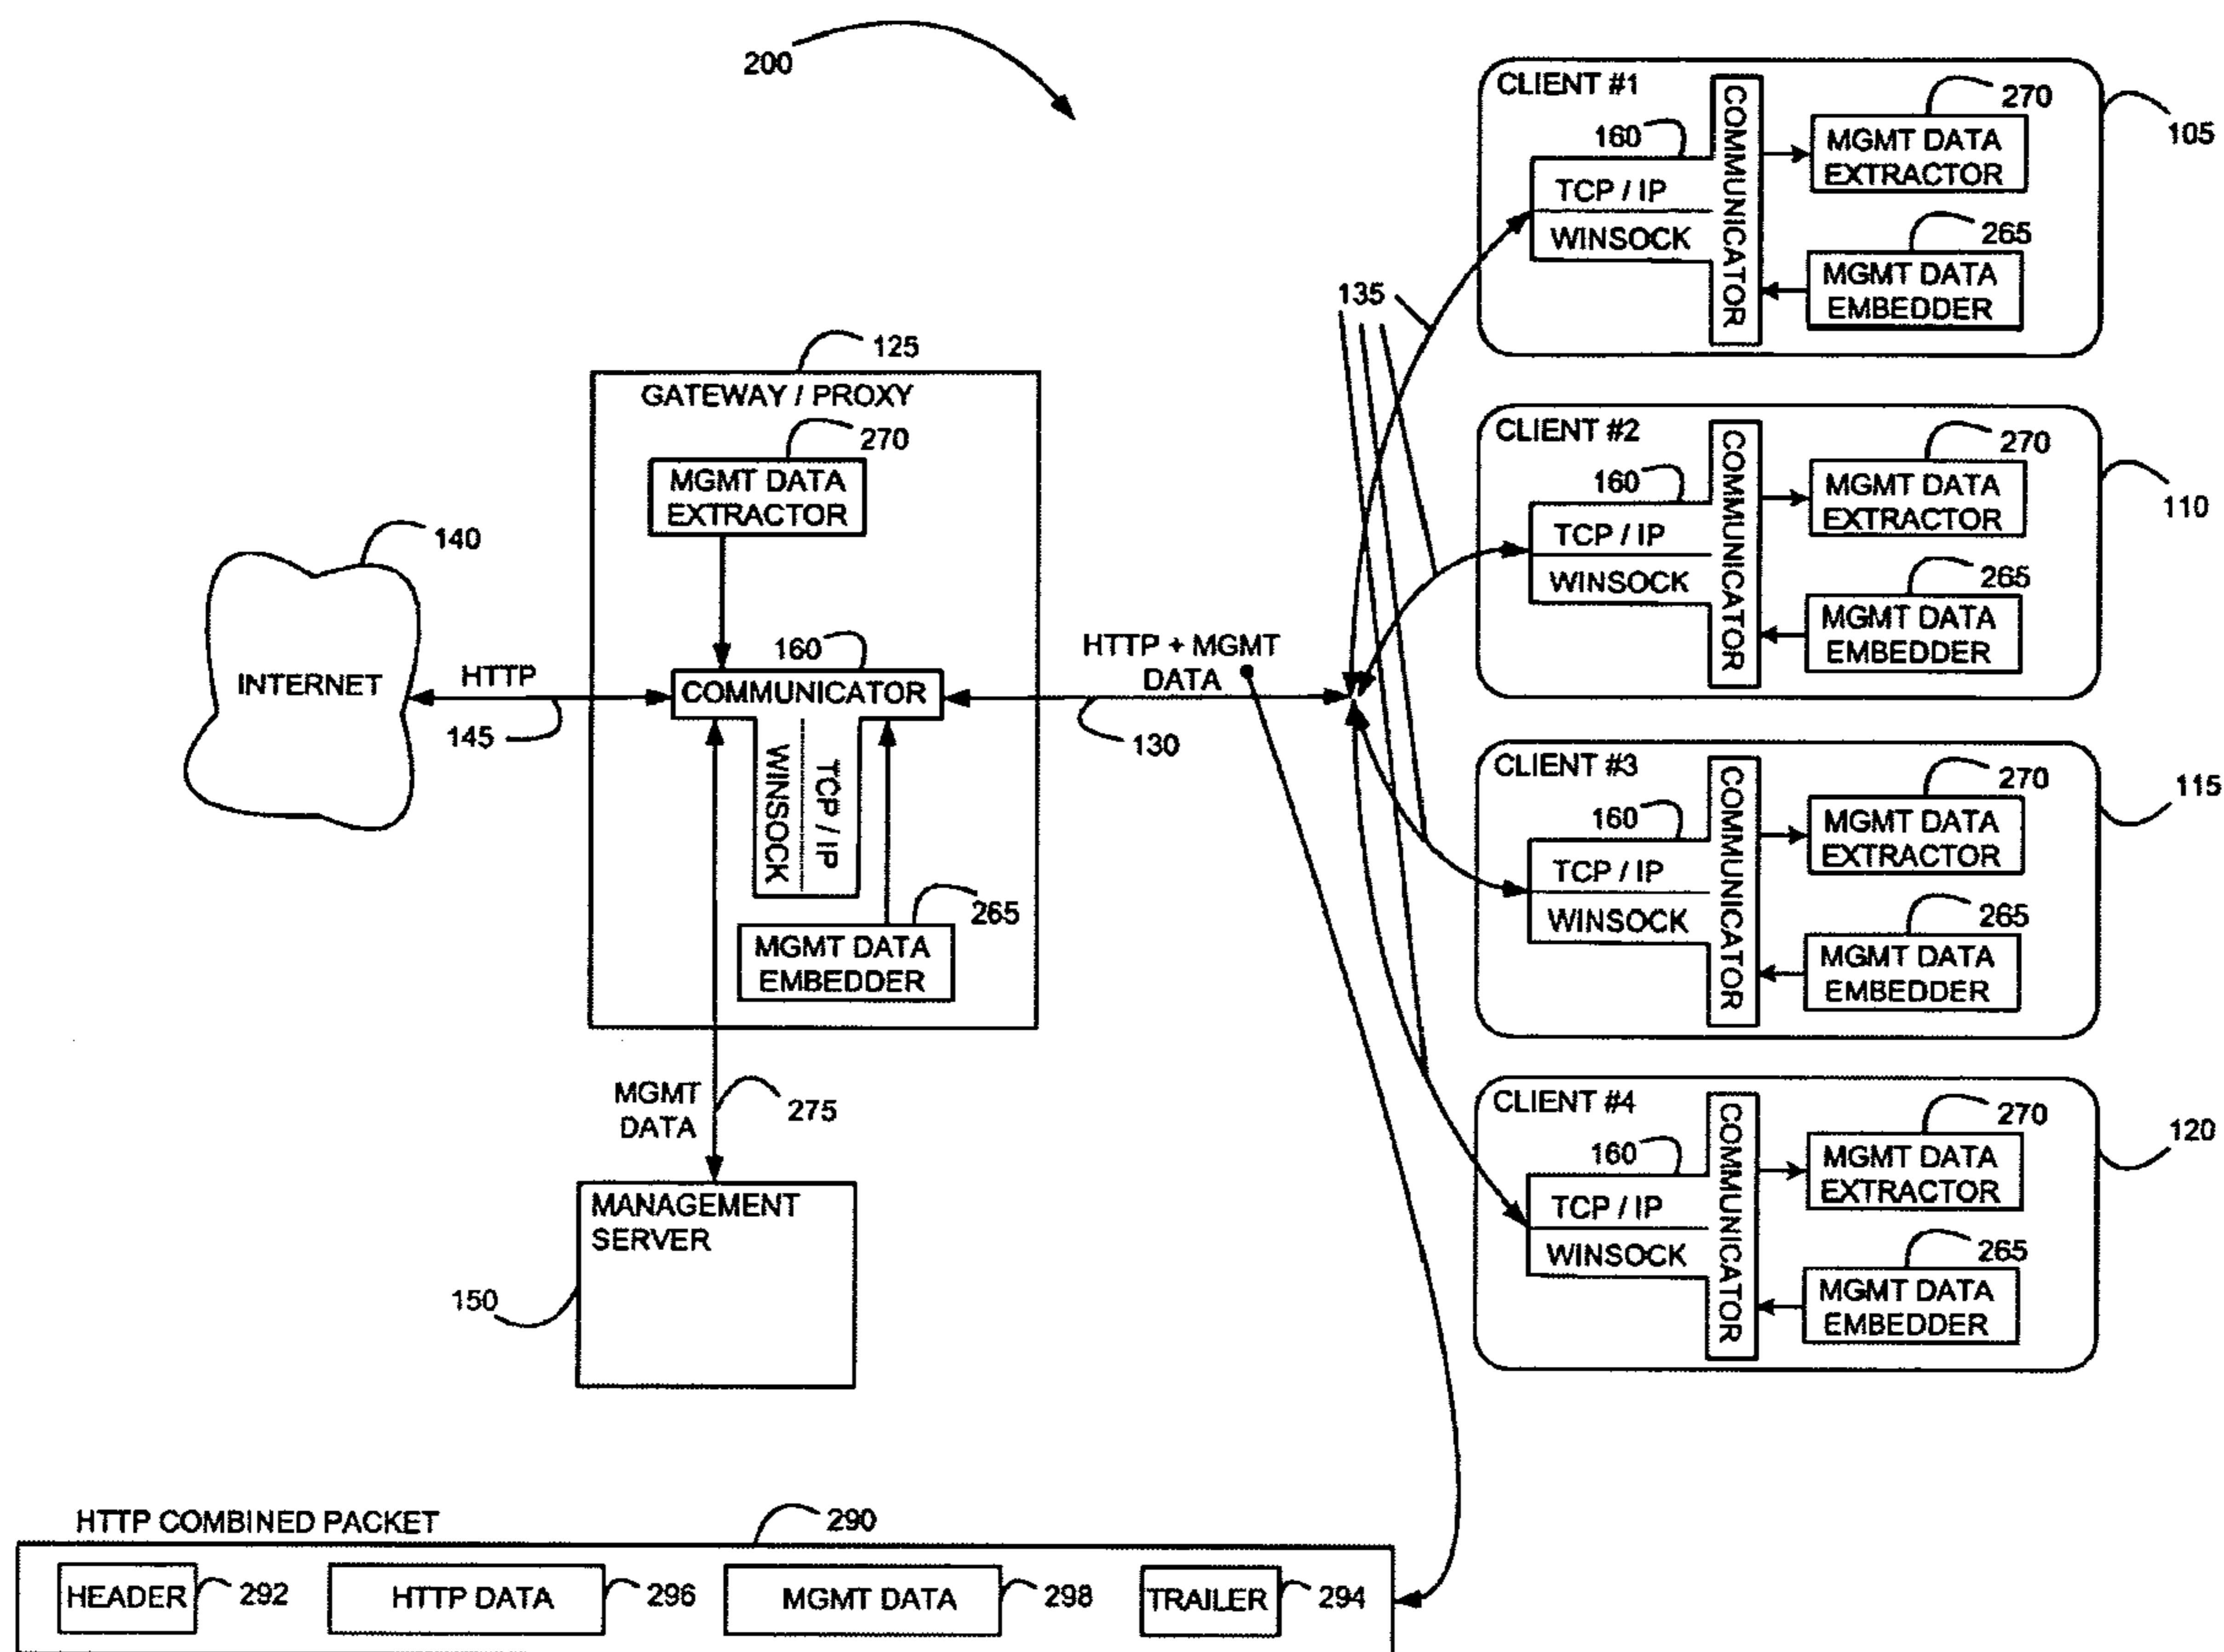 200
CLIENT #1
160
COMMUNICATOR
TCP / IP
WINSOCK
270
MGMT DATA
EXTRACTOR
265
MGMT DATA
EMBEDDER
105
135
125
GATEWAY / PROXY
270
MGMT DATA
EXTRACTOR
140
INTERNET
HTTP
145
160
COMMUNICATOR
WINSOCK
TCP / IP
265
MGMT DATA
EMBEDDER
HTTP + MGMT
DATA
130
CLIENT #2
160
COMMUNICATOR
TCP / IP
WINSOCK
270
MGMT DATA
EXTRACTOR
265
MGMT DATA
EMBEDDER
110
CLIENT #3
160
COMMUNICATOR
TCP / IP
WINSOCK
270
MGMT DATA
EXTRACTOR
265
MGMT DATA
EMBEDDER
115
CLIENT #4
160
COMMUNICATOR
TCP / IP
WINSOCK
270
MGMT DATA
EXTRACTOR
265
MGMT DATA
EMBEDDER
120
MGMT
DATA
275
MANAGEMENT
SERVER
150
HTTP COMBINED PACKET
290
HEADER
292
HTTP DATA
296
MGMT DATA
298
TRAILER
294